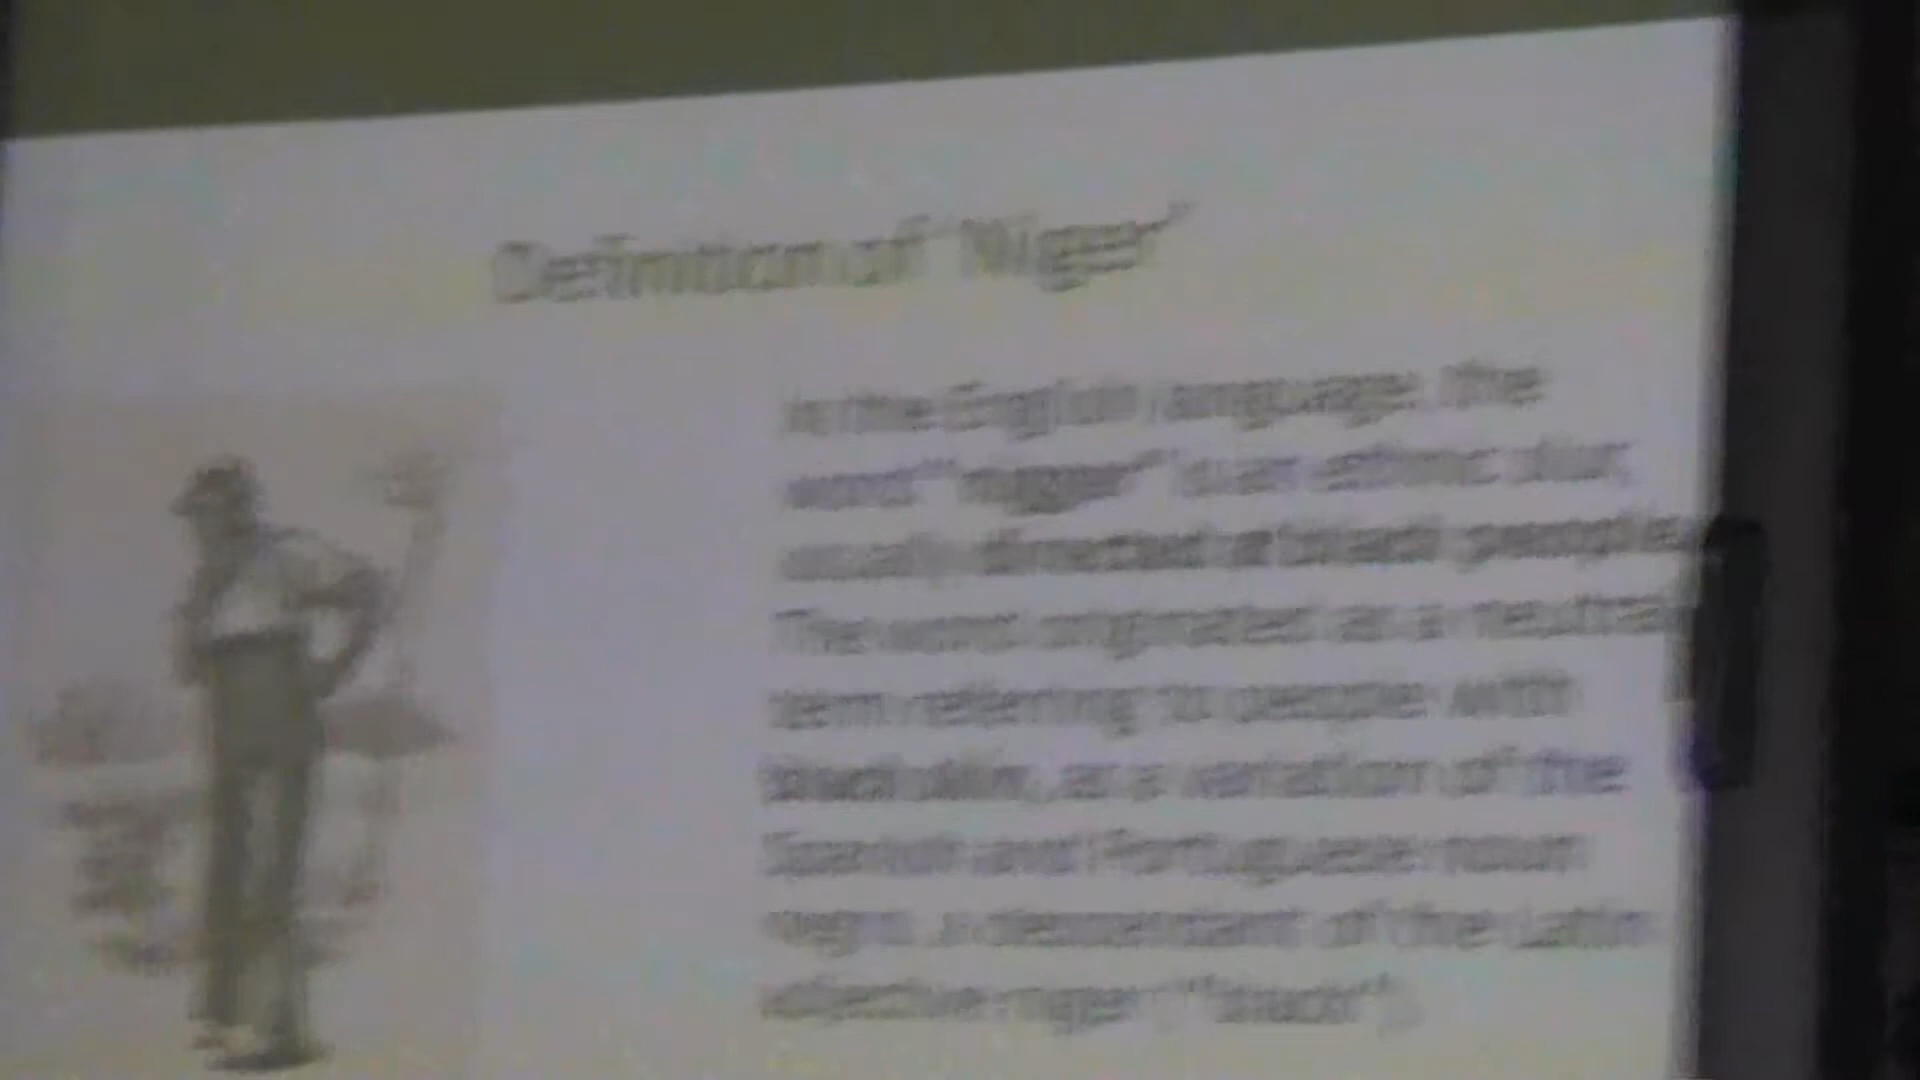 Definition of "Niger"
In the English language, the
word "nigger" is an ethnic slur,
usually directed at black people.
The word originated as a neutral
term referring to people with
black skin, as a variation of the
Spanish and Portuguese noun
negro, a descendant of the Latin
adjective niger ("black").